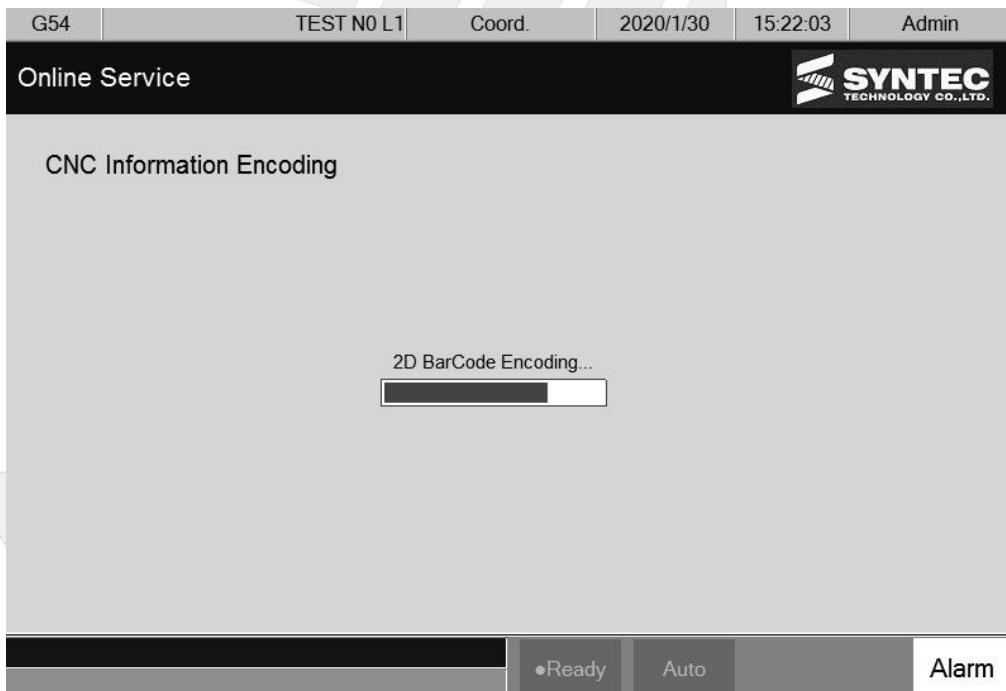 G54 TEST N0 L1 Coord. 2020/1/30 15:22:03 Admin
Online Service
SYNTEC
TECHNOLOGY CO.,LTD.
CNC Information Encoding
2D BarCode Encoding...
●Ready Auto Alarm